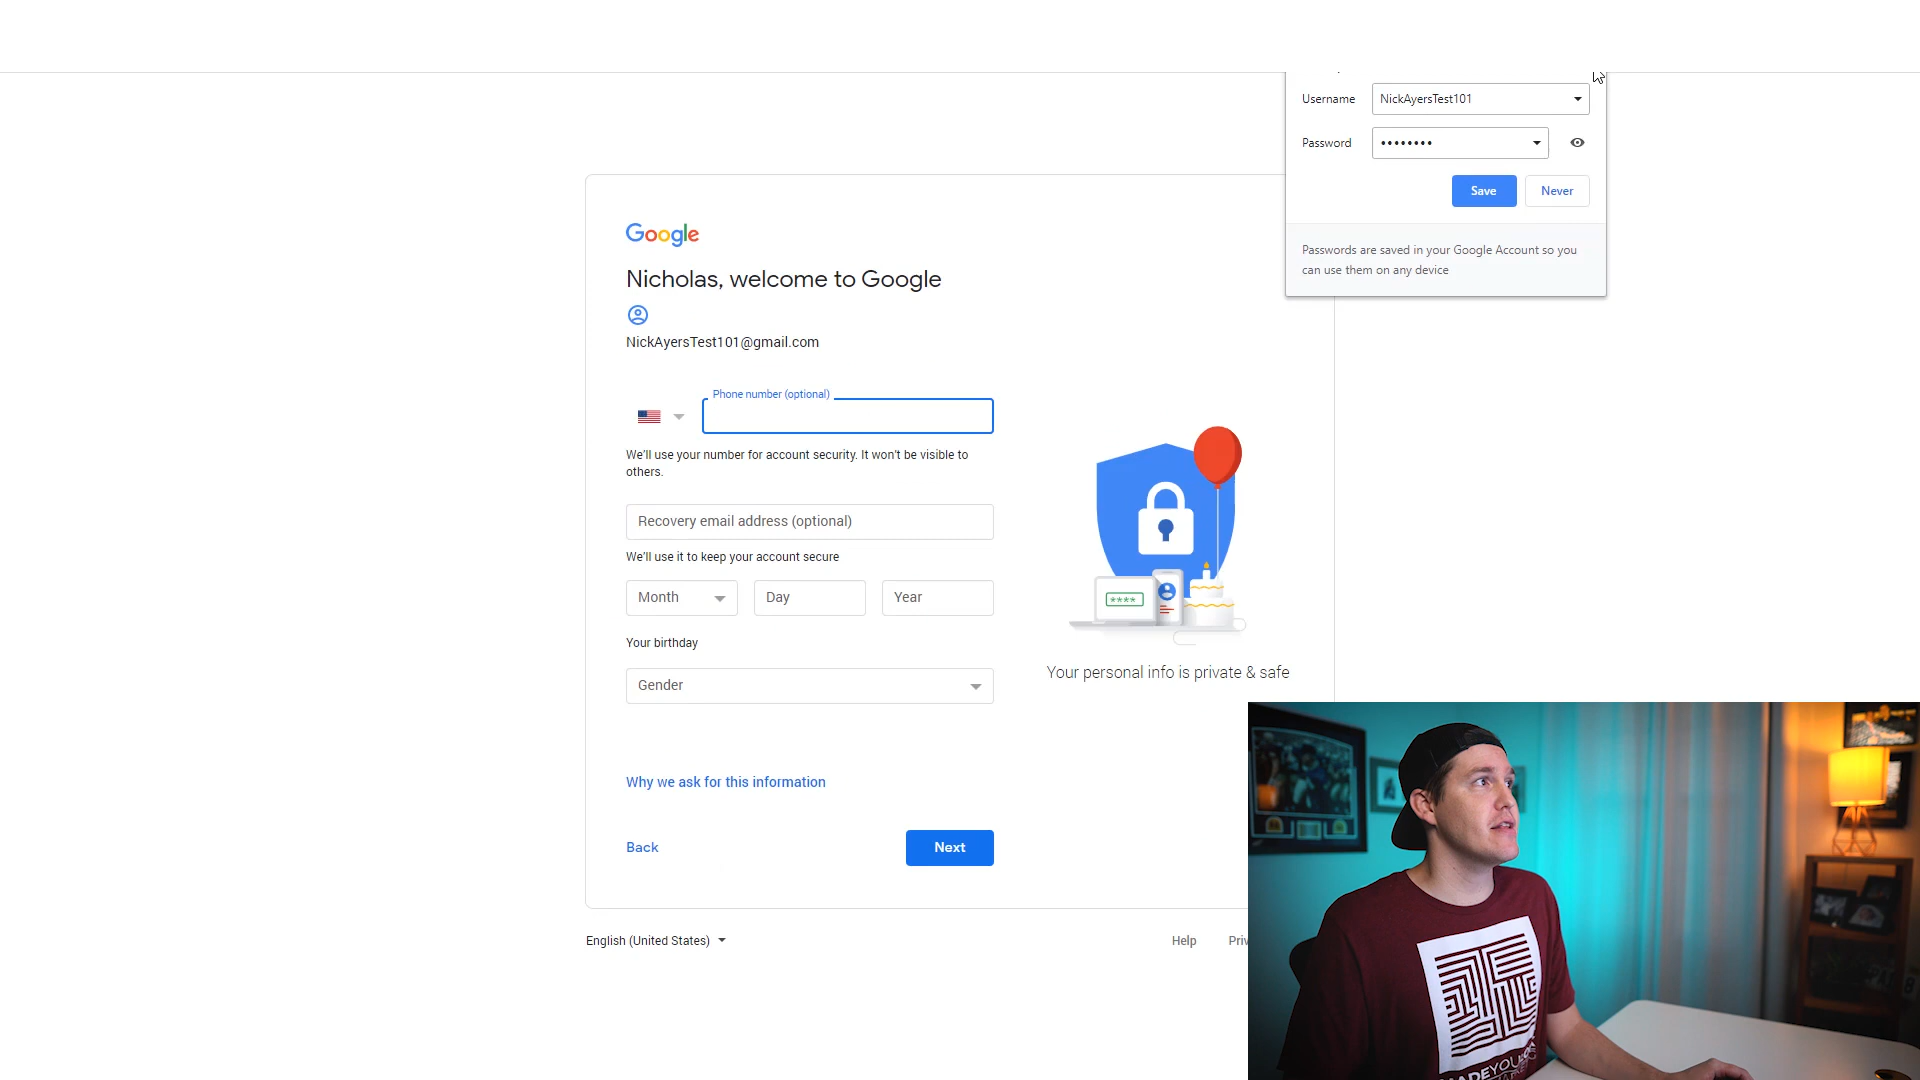 Username
NickAyersTest101
Password
••••••••
Save
Never
Passwords are saved in your Google Account so you
can use them on any device
Google
Nicholas, welcome to Google
NickAyersTest101@gmail.com
Phone number (optional)
We'll use your number for account security. It won't be visible to
others.
Recovery email address (optional)
We'll use it to keep your account secure
Month
Day
Year
Your birthday
Gender
****
Your personal info is private & safe
Why we ask for this information
Back
Next
English (United States)
Help